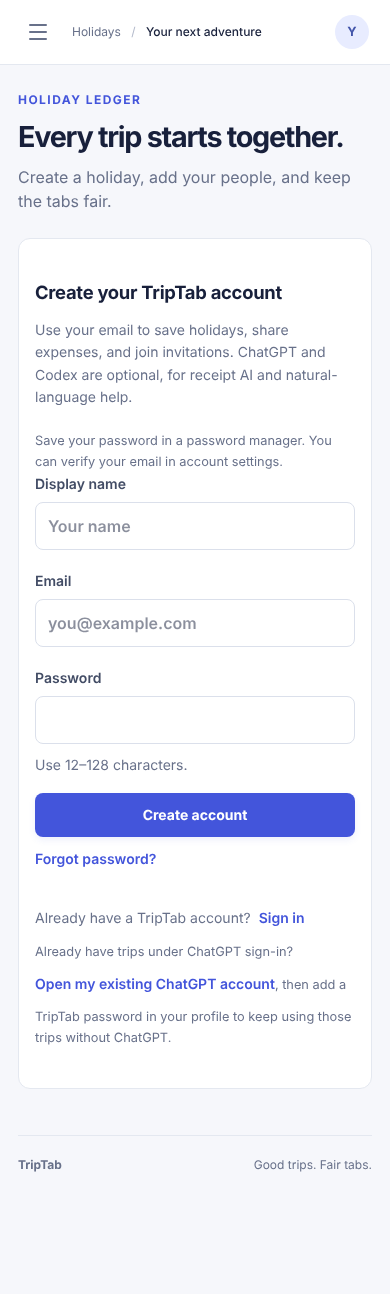 Holidays / Your next adventure
Y
HOLIDAY LEDGER
Every trip starts together.
Create a holiday, add your people, and keep
the tabs fair.
Create your TripTab account
Use your email to save holidays, share
expenses, and join invitations. ChatGPT and
Codex are optional, for receipt AI and natural-
language help.
Save your password in a password manager. You
can verify your email in account settings.
Display name
Your name
Email
you@example.com
Password
Use 12–128 characters.
Create account
Forgot password?
Already have a TripTab account? Sign in
Already have trips under ChatGPT sign-in?
Open my existing ChatGPT account, then add a
TripTab password in your profile to keep using those
trips without ChatGPT.
TripTab
Good trips. Fair tabs.